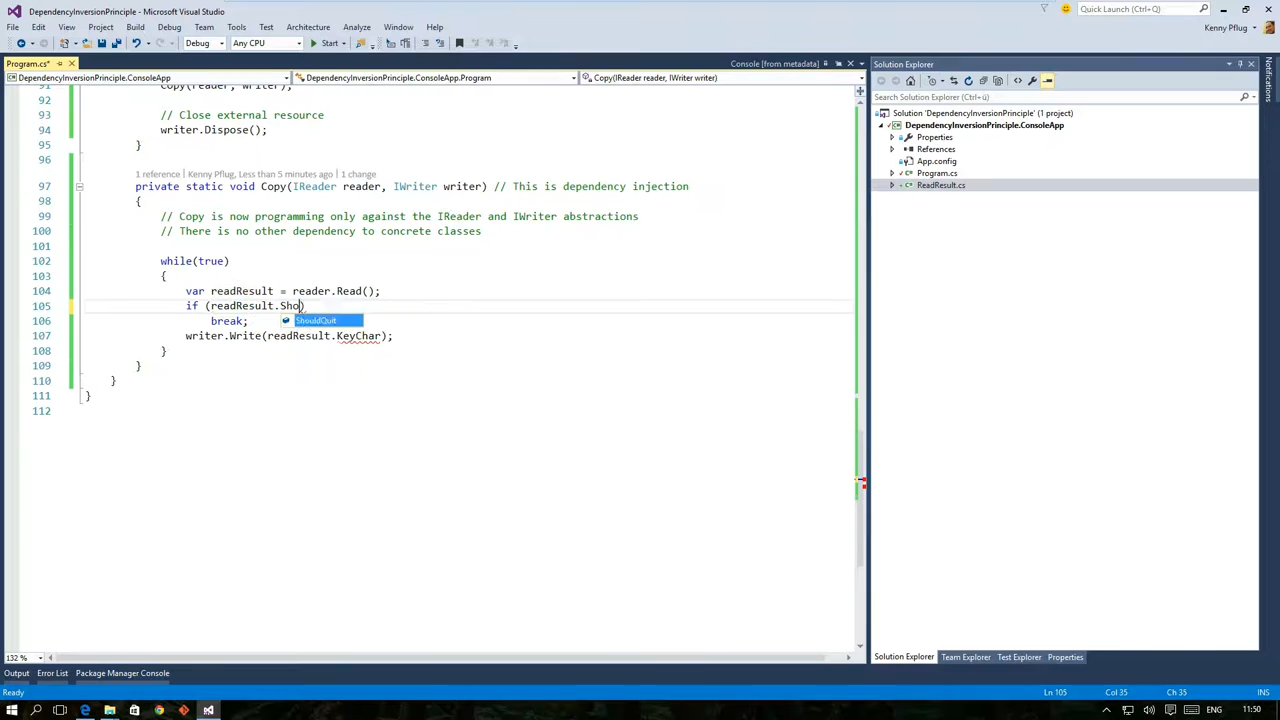 DependencyInversionPrinciple - Microsoft Visual Studio
Quick Launch (Ctrl+Q)
File Edit View Project Build Debug Team Tools Test Architecture Analyze Window Help
Kenny Pflug
Debug Any CPU Start
Program.cs*
Console [from metadata]
DependencyInversionPrinciple.ConsoleApp
DependencyInversionPrinciple.ConsoleApp.Program
Copy(IReader reader, IWriter writer)
91 Copy(reader, writer);
92
93 // Close external resource
94 writer.Dispose();
95 }
96
1 reference | Kenny Pflug, Less than 5 minutes ago | 1 change
97 private static void Copy(IReader reader, IWriter writer) // This is dependency injection
98 {
99 // Copy is now programming only against the IReader and IWriter abstractions
100 // There is no other dependency to concrete classes
101
102 while(true)
103 {
104 var readResult = reader.Read();
105 if (readResult.Sho)
106 break;
ShouldQuit
107 writer.Write(readResult.KeyChar);
108 }
109 }
110 }
111 }
112
132 %
Solution Explorer
Search Solution Explorer (Ctrl+ü)
Solution 'DependencyInversionPrinciple' (1 project)
DependencyInversionPrinciple.ConsoleApp
Properties
References
App.config
Program.cs
ReadResult.cs
Solution Explorer Team Explorer Test Explorer Properties
Notifications
Output Error List Package Manager Console
Ready
Ln 105 Col 35 Ch 35 INS
ENG 11:50